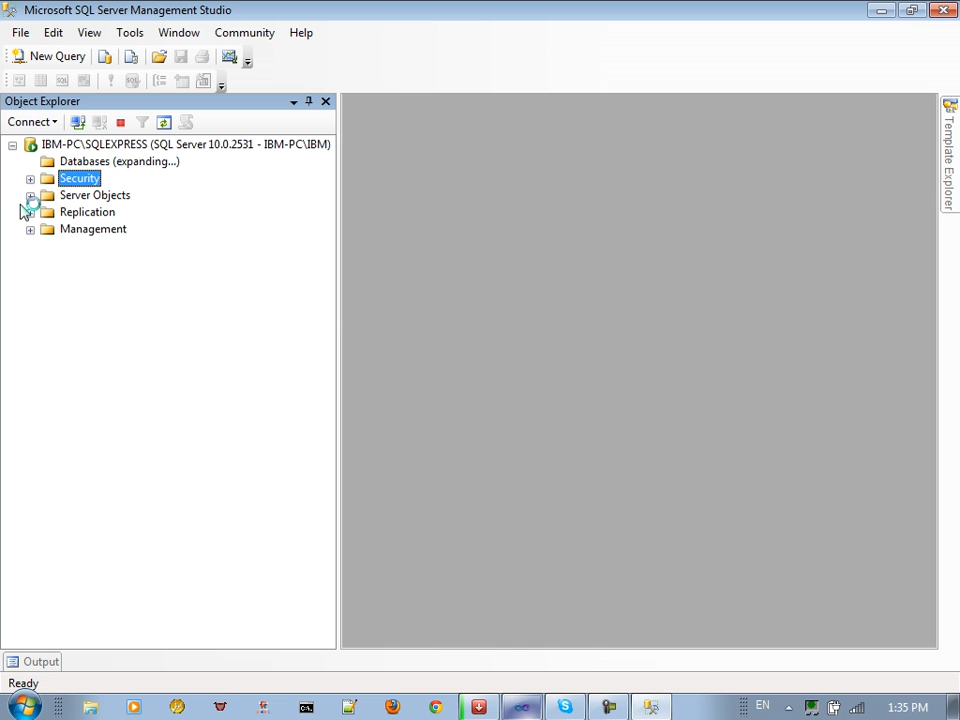 Microsoft SQL Server Management Studio
File Edit View Tools Window Community Help
New Query
Object Explorer
Connect
IBM-PC\SQLEXPRESS (SQL Server 10.0.2531 - IBM-PC\IBM)
Databases (expanding...)
Security
Server Objects
Replication
Management
Template Explorer
Output
Ready
EN
1:35 PM